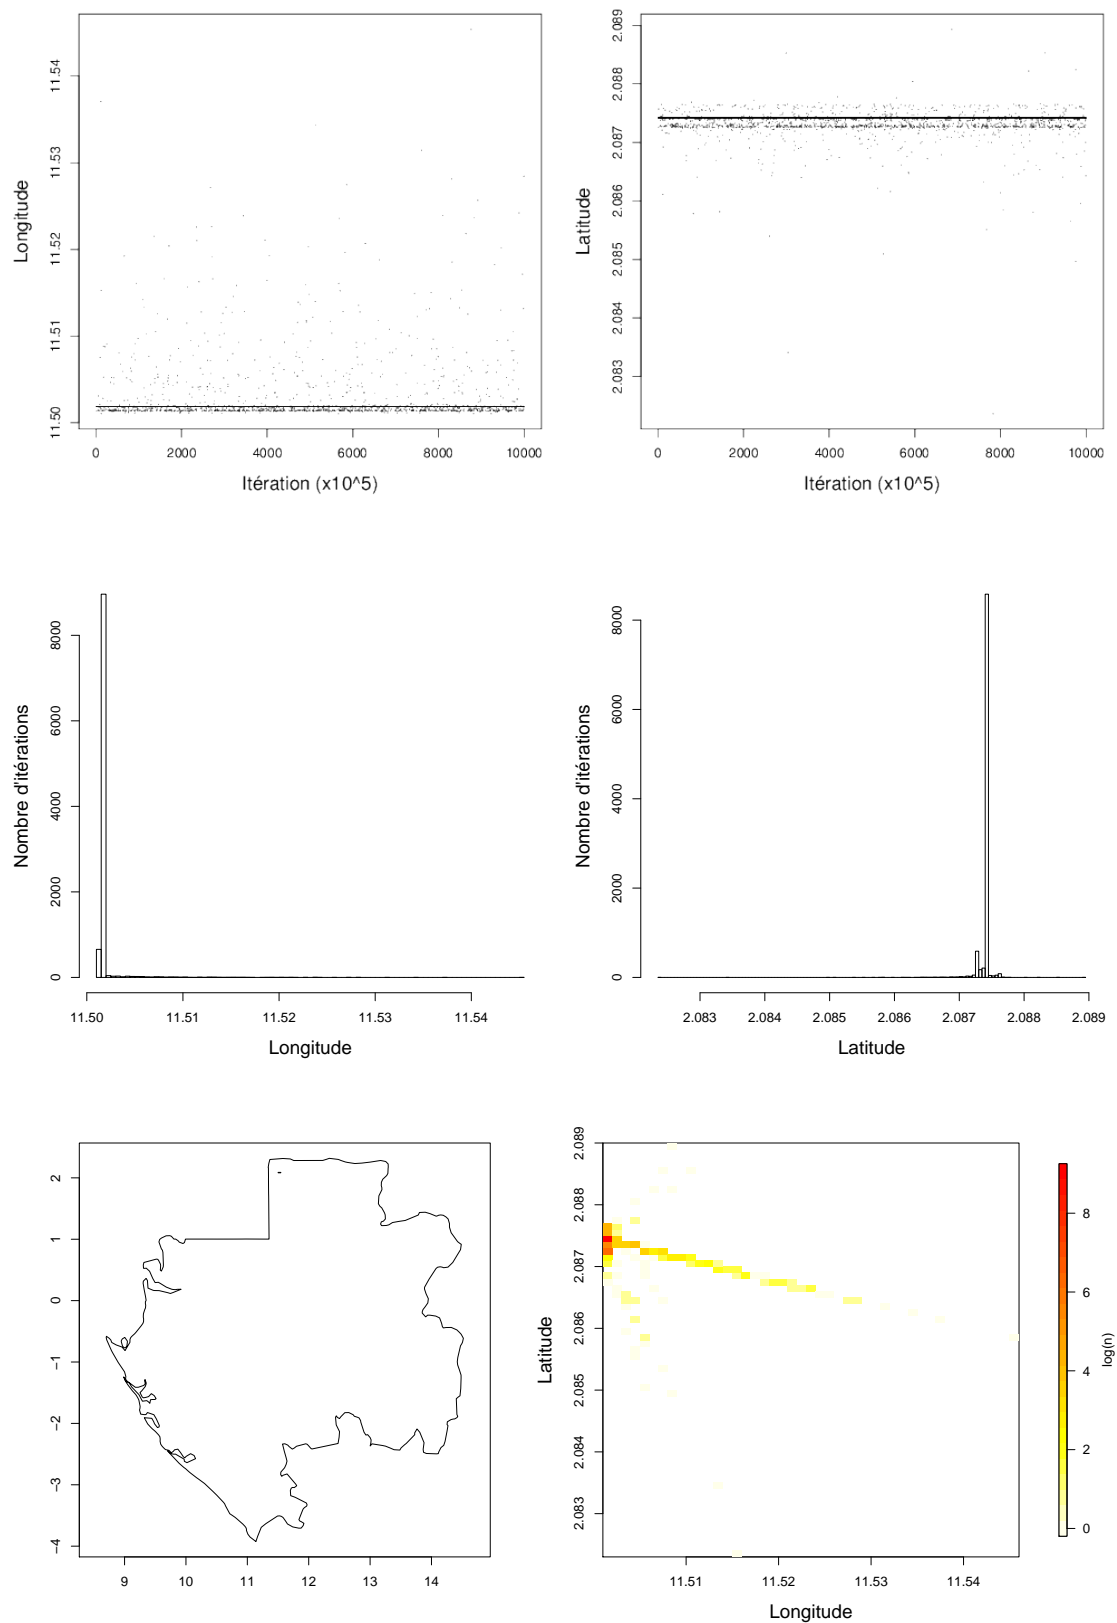 Longitude
11.50 11.51 11.52 11.53 11.54
0 2000 4000 6000 8000 10000
Itération (x10^5)
Latitude
2.083 2.084 2.085 2.086 2.087 2.088 2.089
0 2000 4000 6000 8000 10000
Itération (x10^5)
Nombre d'itérations
0 2000 4000 6000 8000
11.50 11.51 11.52 11.53 11.54
Longitude
Nombre d'itérations
0 2000 4000 6000 8000
2.083 2.084 2.085 2.086 2.087 2.088 2.089
Latitude
-4 -3 -2 -1 0 1 2
9 10 11 12 13 14
Latitude
2.083 2.084 2.085 2.086 2.087 2.088 2.089
11.51 11.52 11.53 11.54
Longitude
0 2 4 6 8
log(n)